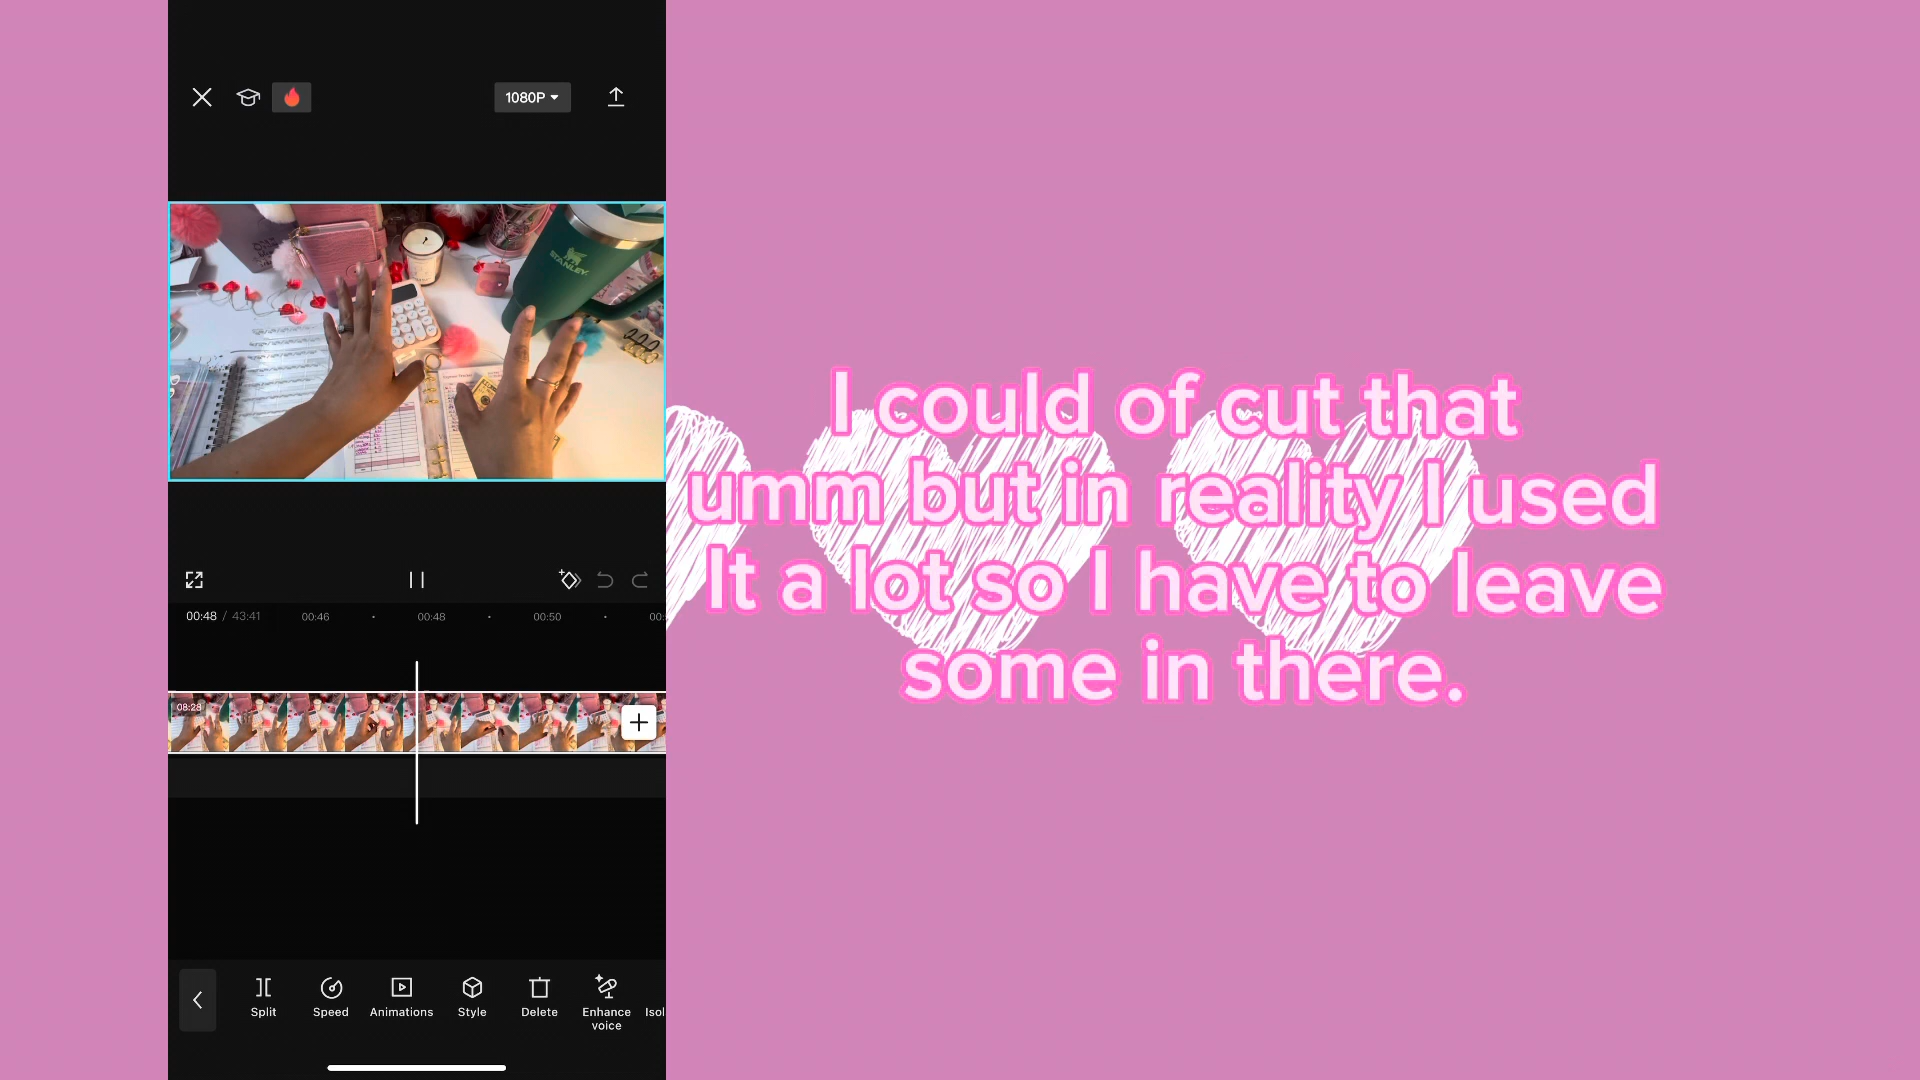 1080P
STANLEY
00:48 / 43:41
00:46
00:48
00:50
08:28
Split
Speed
Animations
Style
Delete
Enhance
voice
Isol
I could of cut that
umm but in reality I used
It a lot so I have to leave
some in there.